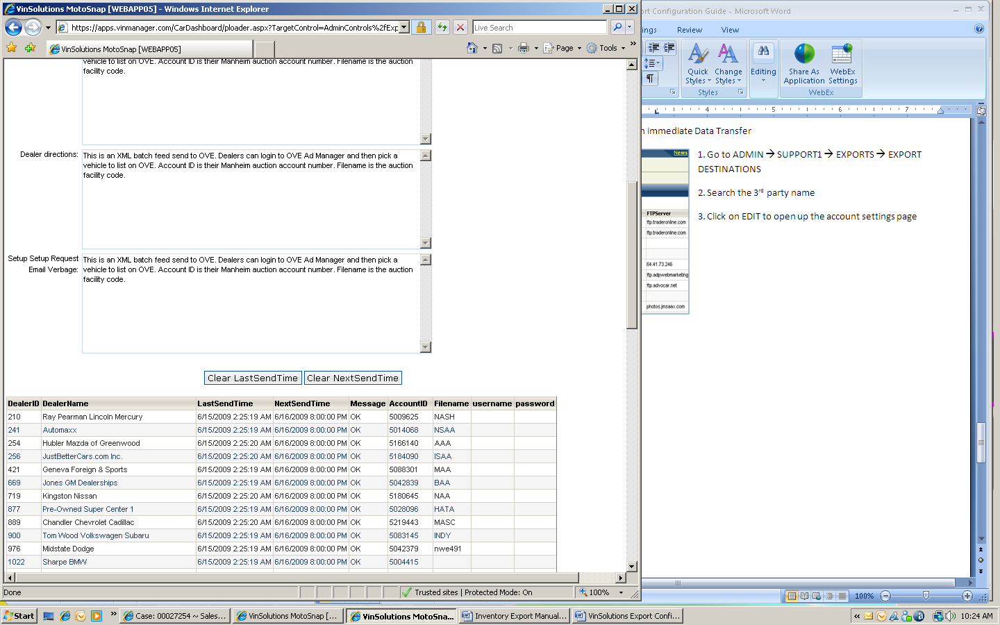 VinSolutions MotoSnap [WEBAPP05] - Windows Internet Explorer
https://apps.vinmanager.com/CarDashboard/ploader.aspx?TargetControl=AdminControls%2fExp
Live Search
VinSolutions MotoSnap [WEBAPP05]
Page
Tools
vehicle to list on OVE. Account ID is their Manheim auction account number. Filename is the auction
facility code.
Dealer directions:
This is an XML batch feed send to OVE. Dealers can login to OVE Ad Manager and then pick a
vehicle to list on OVE. Account ID is their Manheim auction account number. Filename is the auction
facility code.
Setup Setup Request
Email Verbage:
This is an XML batch feed send to OVE. Dealers can login to OVE Ad Manager and then pick a
vehicle to list on OVE. Account ID is their Manheim auction account number. Filename is the auction
facility code.
Clear LastSendTime Clear NextSendTime
DealerID DealerName LastSendTime NextSendTime Message AccountID Filename username password
210 Ray Pearman Lincoln Mercury 6/15/2009 2:25:19 AM 6/16/2009 8:00:00 PM OK 5009625 NASH
241 Automaxx 6/15/2009 2:25:19 AM 6/16/2009 8:00:00 PM OK 5014068 NSAA
254 Hubler Mazda of Greenwood 6/15/2009 2:25:20 AM 6/16/2009 8:00:00 PM OK 5166140 AAA
256 JustBetterCars.com Inc. 6/15/2009 2:25:20 AM 6/16/2009 8:00:00 PM OK 5184090 ISAA
421 Geneva Foreign & Sports 6/15/2009 2:25:19 AM 6/16/2009 8:00:00 PM OK 5088301 MAA
669 Jones GM Dealerships 6/15/2009 2:25:19 AM 6/16/2009 8:00:00 PM OK 5042839 BAA
719 Kingston Nissan 6/15/2009 2:25:20 AM 6/16/2009 8:00:00 PM OK 5180645 NAA
877 Pre-Owned Super Center 1 6/15/2009 2:25:19 AM 6/16/2009 8:00:00 PM OK 5028096 HATA
889 Chandler Chevrolet Cadillac 6/15/2009 2:25:20 AM 6/16/2009 8:00:00 PM OK 5219443 MASC
900 Tom Wood Volkswagen Subaru 6/15/2009 2:25:19 AM 6/16/2009 8:00:00 PM OK 5083145 INDY
976 Midstate Dodge 6/15/2009 2:25:19 AM 6/16/2009 8:00:00 PM OK 5042379 nwe491
1022 Sharpe BMW 6/15/2009 2:25:19 AM 6/16/2009 8:00:00 PM OK 5004415
Done
Trusted sites | Protected Mode: On
100%
ort Configuration Guide - Microsoft Word
ngs Review View
Quick Styles
Change Styles
Editing
Share As Application
WebEx Settings
Styles
WebEx
4 5 6 7
n immediate Data Transfer
News
FTPServer
ftp.traderonline.com
ftp.traderonline.com
64.41.73.246
ftp.adpwebmarketing
ftp.advocar.net
photos.jmsaax.com
1. Go to ADMIN → SUPPORT1 → EXPORTS → EXPORT
DESTINATIONS
2. Search the 3rd party name
3. Click on EDIT to open up the account settings page
100%
Start
Case: 00027254 ~ Sales...
VinSolutions MotoSnap [...
VinSolutions MotoSna...
Inventory Export Manual...
VinSolutions Export Confi...
10:24 AM